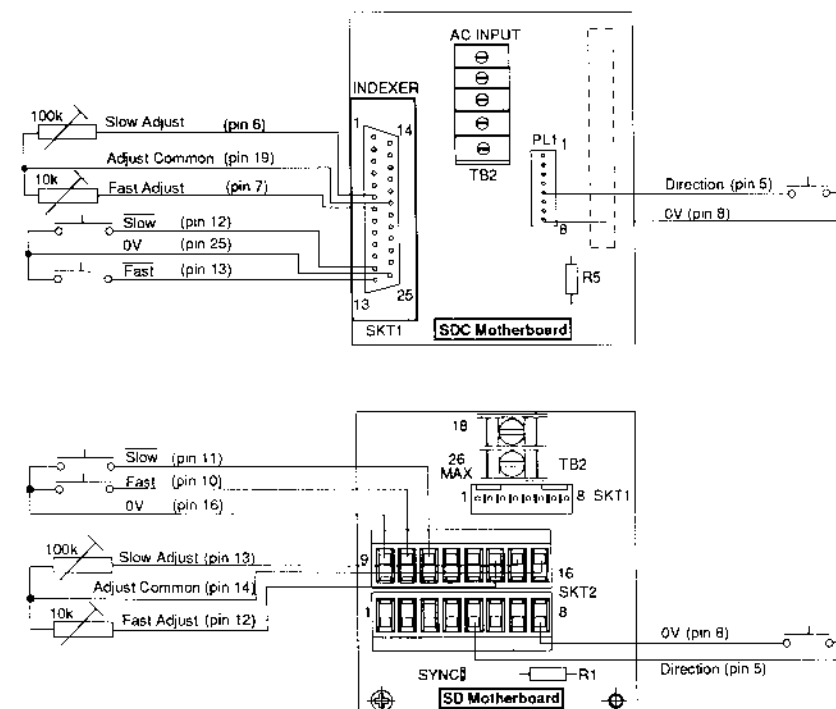 AC INPUT
INDEXER
100k
Slow Adjust (pin 6)
1
14
PL1 1
Adjust Common (pin 19)
10k
Fast Adjust (pin 7)
TB2
Direction (pin 5)
Slow (pin 12)
0V (pin 8)
8
0V (pin 25)
Fast (pin 13)
R5
13
25
SKT1
SDC Motherboard
18
Slow (pin 11)
26
MAX
TB2
Fast (pin 10)
1
8 SKT1
0V (pin 16)
100k
Slow Adjust (pin 13)
9
16
SKT2
Adjust Common (pin 14)
10k
Fast Adjust (pin 12)
1
8
0V (pin 8)
Direction (pin 5)
SYNC
R1
SD Motherboard